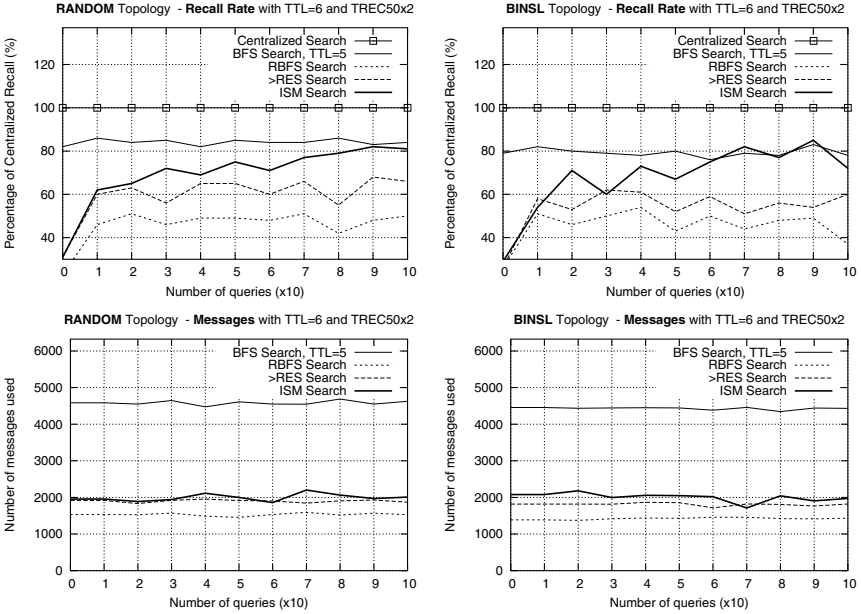 RANDOM Topology - Recall Rate with TTL=6 and TREC50x2
Percentage of Centralized Recall (%)
120
100
80
60
40
Centralized Search
BFS Search, TTL=5
RBFS Search
>RES Search
ISM Search
0 1 2 3 4 5 6 7 8 9 10
Number of queries (x10)
BINSL Topology - Recall Rate with TTL=6 and TREC50x2
Percentage of Centralized Recall (%)
120
100
80
60
40
Centralized Search
BFS Search, TTL=5
RBFS Search
>RES Search
ISM Search
0 1 2 3 4 5 6 7 8 9 10
Number of queries (x10)
RANDOM Topology - Messages with TTL=6 and TREC50x2
Number of messages used
6000
5000
4000
3000
2000
1000
0
BFS Search, TTL=5
RBFS Search
>RES Search
ISM Search
0 1 2 3 4 5 6 7 8 9 10
Number of queries (x10)
BINSL Topology - Messages with TTL=6 and TREC50x2
Number of messages used
6000
5000
4000
3000
2000
1000
0
BFS Search, TTL=5
RBFS Search
>RES Search
ISM Search
0 1 2 3 4 5 6 7 8 9 10
Number of queries (x10)